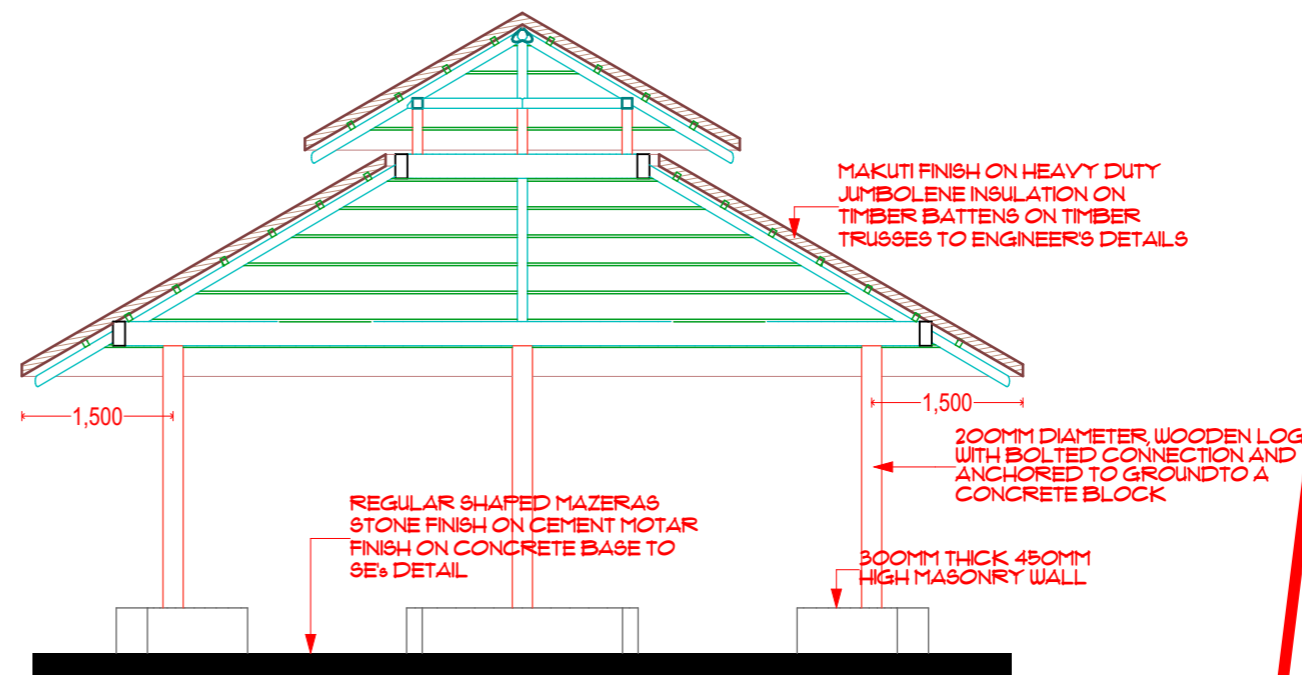 MAKUTI FINISH ON HEAVY DUTY
JUMBOLENE INSULATION ON
TIMBER BATTENS ON TIMBER
TRUSSES TO ENGINEER'S DETAILS
1,500
1,500
200MM DIAMETER, WOODEN LOG
WITH BOLTED CONNECTION AND
ANCHORED TO GROUNDTO A
CONCRETE BLOCK
REGULAR SHAPED MAZERAS
STONE FINISH ON CEMENT MOTAR
FINISH ON CONCRETE BASE TO
SE's DETAIL
300MM THICK 450MM
HIGH MASONRY WALL